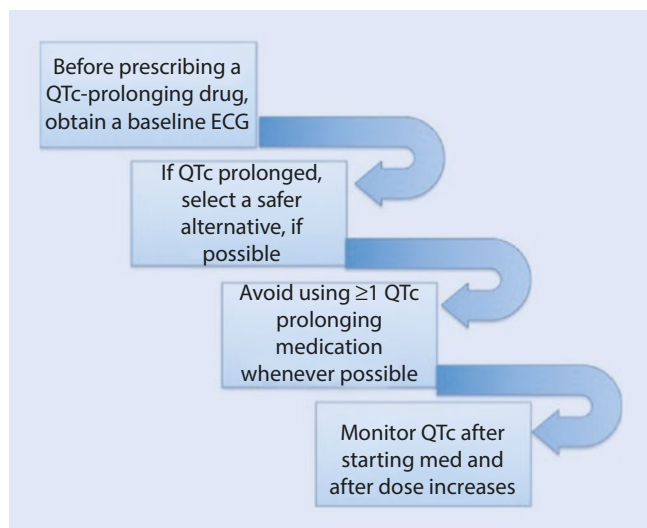 Before prescribing a
QTc-prolonging drug,
obtain a baseline ECG
If QTc prolonged,
select a safer
alternative, if
possible
Avoid using ≥1 QTc
prolonging
medication
whenever possible
Monitor QTc after
starting med and
after dose increases